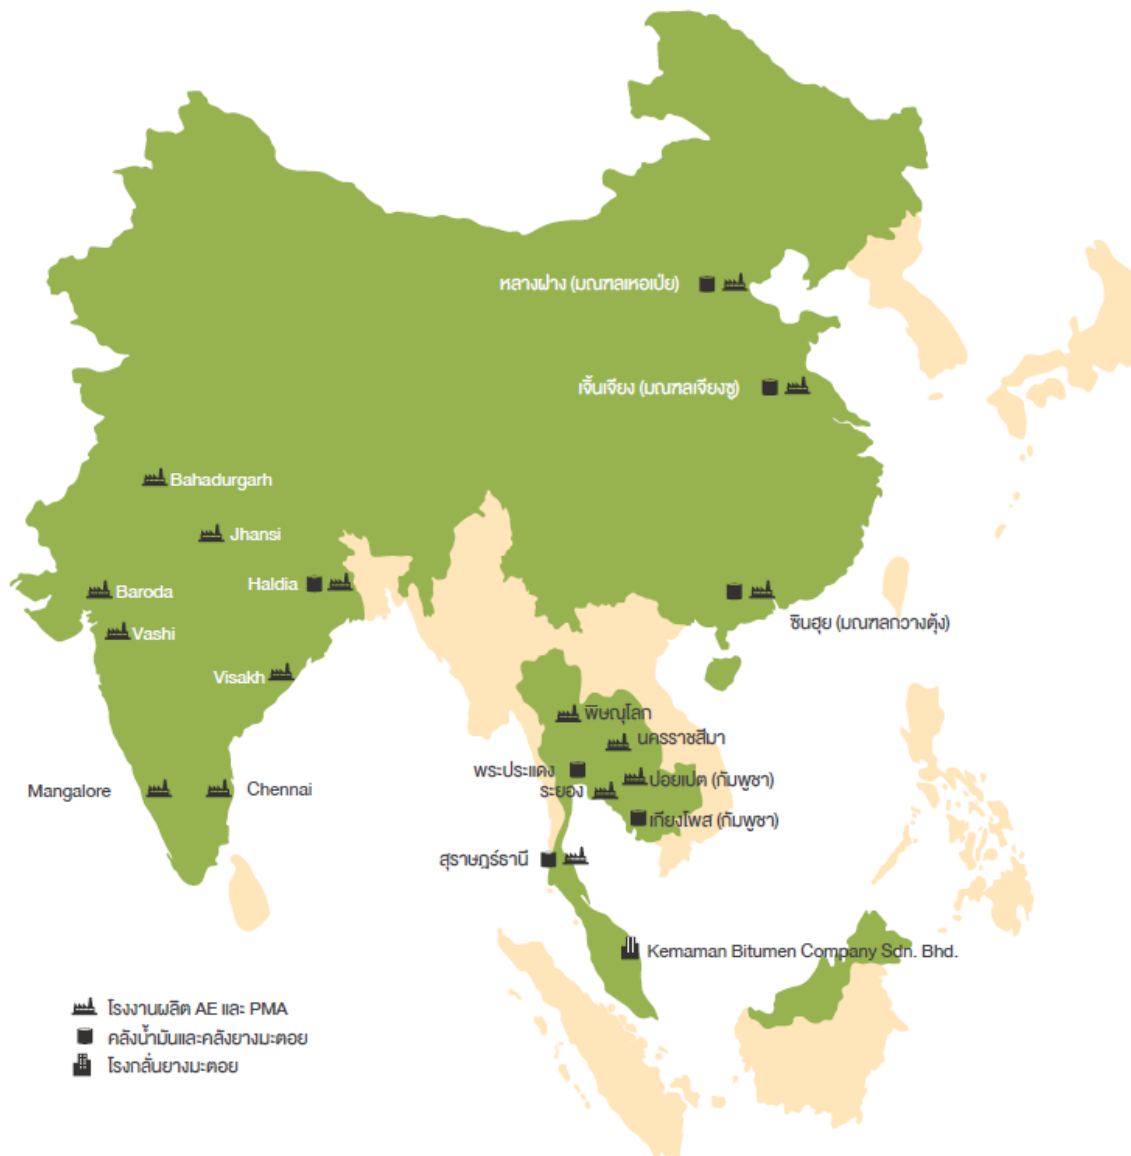 หลางฝาง (มณฑลเหอเป่ย)
เจิ้นเจียง (มณฑลเจียงซู)
Bahadurgarh
Jhansi
Haldia
Baroda
ซินฮุย (มณฑลกวางตุ้ง)
Vashi
Visakh
พิษณุโลก
นครราชสีมา
พระประแดง
ปอยเปต (กัมพูชา)
ระยอง
Mangalore
Chennai
เกียงโพส (กัมพูชา)
สุราษฎร์ธานี
Kemaman Bitumen Company Sdn. Bhd.
โรงงานผลิต AE และ PMA
คลังน้ำมันและคลังยางมะตอย
โรงกลั่นยางมะตอย